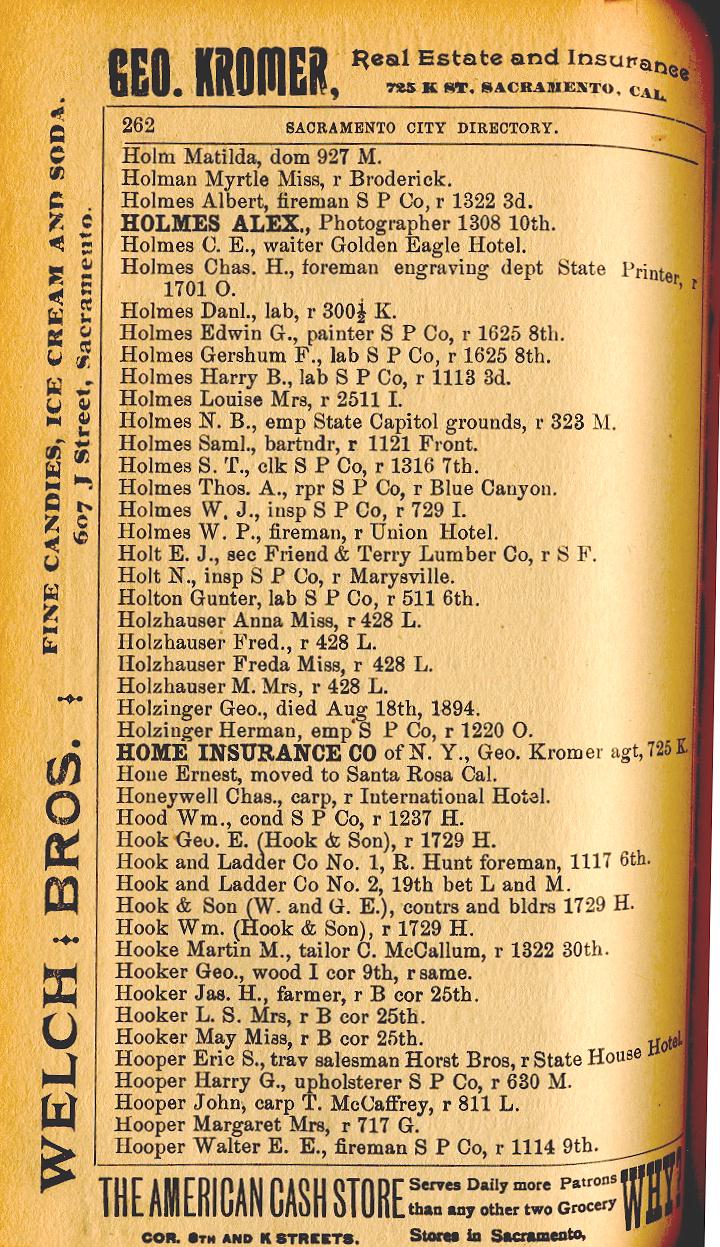 GEO. KROMER, Real Estate and Insurance
725 K ST. SACRAMENTO, CAL.
262 SACRAMENTO CITY DIRECTORY.
Holm Matilda, dom 927 M.
Holman Myrtle Miss, r Broderick.
Holmes Albert, fireman S P Co, r 1322 3d.
HOLMES ALEX., Photographer 1308 10th.
Holmes C. E., waiter Golden Eagle Hotel.
Holmes Chas. H., foreman engraving dept State Printer, r
1701 O.
Holmes Danl., lab, r 300½ K.
Holmes Edwin G., painter S P Co, r 1625 8th.
Holmes Gershum F., lab S P Co, r 1625 8th.
Holmes Harry B., lab S P Co, r 1113 3d.
Holmes Louise Mrs, r 2511 I.
Holmes N. B., emp State Capitol grounds, r 323 M.
Holmes Saml., bartndr, r 1121 Front.
Holmes S. T., clk S P Co, r 1316 7th.
Holmes Thos. A., rpr S P Co, r Blue Canyon.
Holmes W. J., insp S P Co, r 729 I.
Holmes W. P., fireman, r Union Hotel.
Holt E. J., sec Friend & Terry Lumber Co, r S F.
Holt N., insp S P Co, r Marysville.
Holton Gunter, lab S P Co, r 511 6th.
Holzhauser Anna Miss, r 428 L.
Holzhauser Fred., r 428 L.
Holzhauser Freda Miss, r 428 L.
Holzhauser M. Mrs, r 428 L.
Holzinger Geo., died Aug 18th, 1894.
Holzinger Herman, emp S P Co, r 1220 O.
HOME INSURANCE CO of N. Y., Geo. Kromer agt, 725 K.
Hone Ernest, moved to Santa Rosa Cal.
Honeywell Chas., carp, r International Hotel.
Hood Wm., cond S P Co, r 1237 H.
Hook Geo. E. (Hook & Son), r 1729 H.
Hook and Ladder Co No. 1, R. Hunt foreman, 1117 6th.
Hook and Ladder Co No. 2, 19th bet L and M.
Hook & Son (W. and G. E.), contrs and bldrs 1729 H.
Hook Wm. (Hook & Son), r 1729 H.
Hooke Martin M., tailor C. McCallum, r 1322 30th.
Hooker Geo., wood I cor 9th, r same.
Hooker Jas. H., farmer, r B cor 25th.
Hooker L. S. Mrs, r B cor 25th.
Hooker May Miss, r B cor 25th.
Hooper Eric S., trav salesman Horst Bros, r State House Hotel.
Hooper Harry G., upholsterer S P Co, r 630 M.
Hooper John, carp T. McCaffrey, r 811 L.
Hooper Margaret Mrs, r 717 G.
Hooper Walter E. E., fireman S P Co, r 1114 9th.
WELCH BROS. FINE CANDIES, ICE CREAM AND SODA.
607 J Street, Sacramento.
THE AMERICAN CASH STORE Serves Daily more Patrons WHY?
than any other two Grocery
COR. 8TH AND K STREETS. Stores in Sacramento,